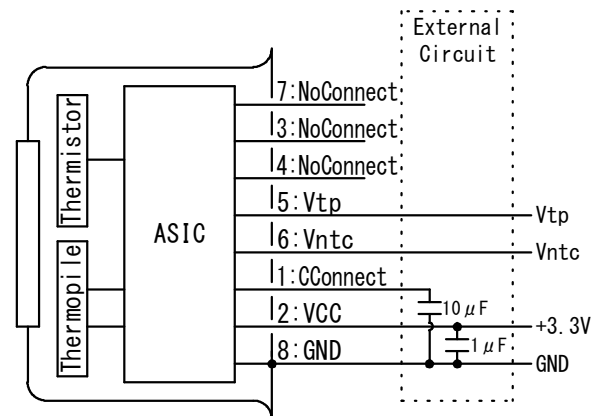 External
Circuit
7:NoConnect
3:NoConnect
4:NoConnect
5:Vtp
Vtp
6:Vntc
Vntc
1:CConnect
10μF
2:VCC
+3.3V
1μF
8:GND
GND
Thermistor
Thermopile
ASIC